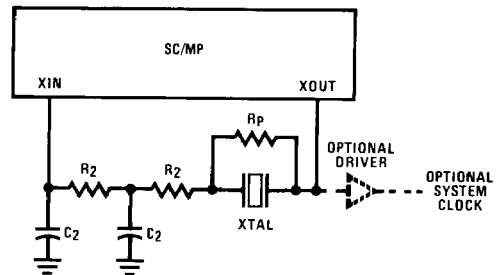 SC/MP
XIN
XOUT
RP
R2
R2
OPTIONAL
DRIVER
OPTIONAL
SYSTEM
CLOCK
XTAL
C2
C2